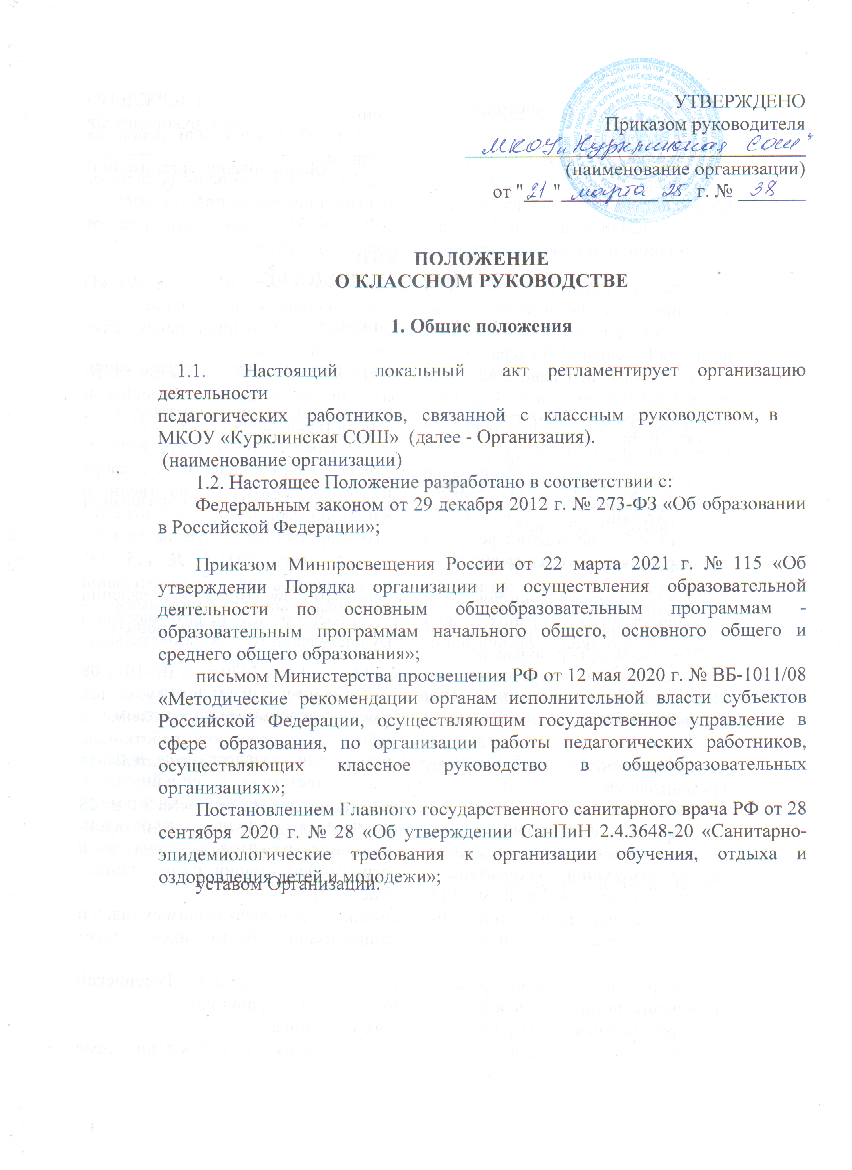 УТВЕРЖДЕНО
Приказом руководителя
МКОУ "Курклинская СОШ"
(наименование организации)
от "21" марта 25 г. № 38
ПОЛОЖЕНИЕ
О КЛАССНОМ РУКОВОДСТВЕ
1. Общие положения
1.1. Настоящий локальный акт регламентирует организацию
деятельности
педагогических работников, связанной с классным руководством, в
МКОУ «Курклинская СОШ» (далее - Организация).
(наименование организации)
1.2. Настоящее Положение разработано в соответствии с:
Федеральным законом от 29 декабря 2012 г. № 273-ФЗ «Об образовании
в Российской Федерации»;
Приказом Минпросвещения России от 22 марта 2021 г. № 115 «Об
утверждении Порядка организации и осуществления образовательной
деятельности по основным общеобразовательным программам -
образовательным программам начального общего, основного общего и
среднего общего образования»;
письмом Министерства просвещения РФ от 12 мая 2020 г. № ВБ-1011/08
«Методические рекомендации органам исполнительной власти субъектов
Российской Федерации, осуществляющим государственное управление в
сфере образования, по организации работы педагогических работников,
осуществляющих классное руководство в общеобразовательных
организациях»;
Постановлением Главного государственного санитарного врача РФ от 28
сентября 2020 г. № 28 «Об утверждении СанПиН 2.4.3648-20 «Санитарно-
эпидемиологические требования к организации обучения, отдыха и
оздоровления детей и молодежи»;
уставом Организации.